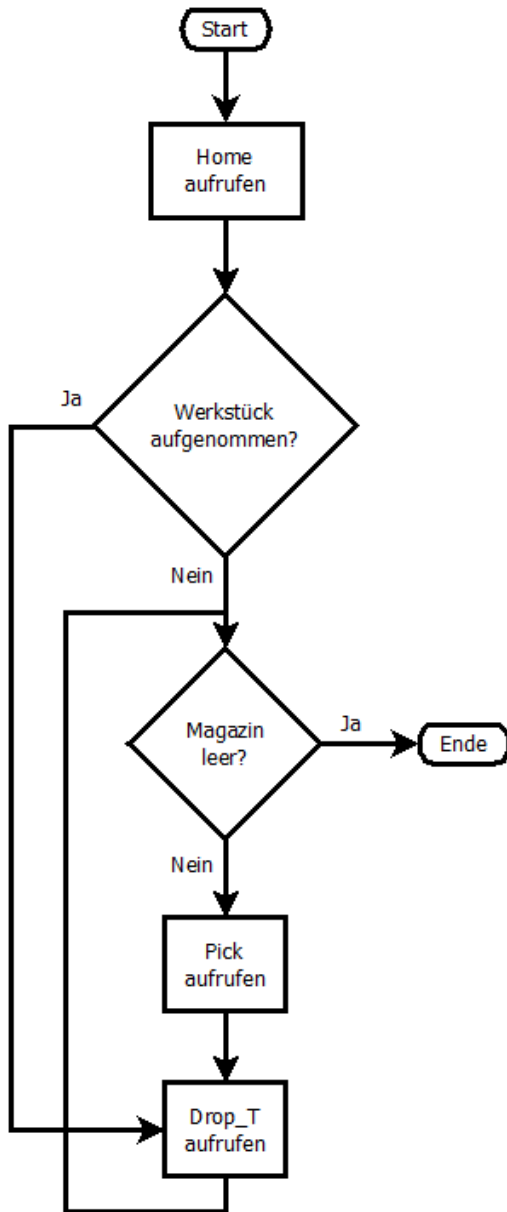 Start
Home
aufrufen
Ja
Werkstück
aufgenommen?
Nein
Magazin
leer?
Ja
Ende
Nein
Pick
aufrufen
Drop_T
aufrufen